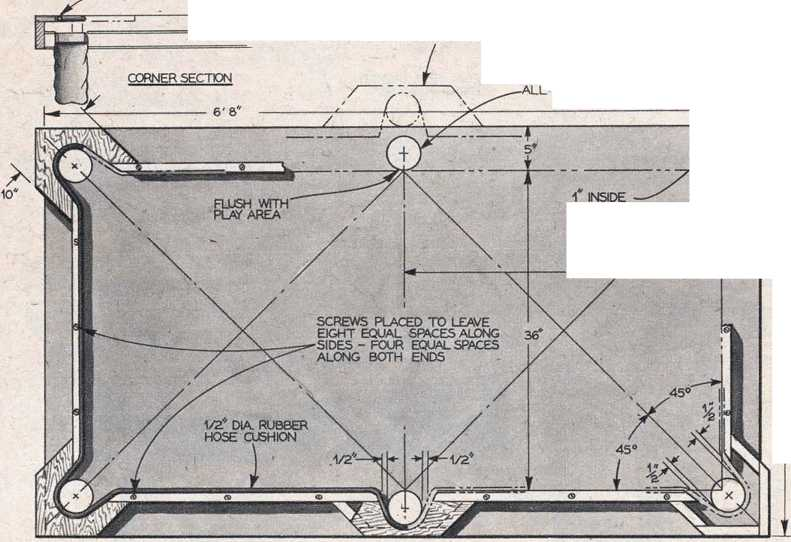 CORNER SECTION
ALL
6' 8"
5"
10"
FLUSH WITH
PLAY AREA
1" INSIDE
SCREWS PLACED TO LEAVE
EIGHT EQUAL SPACES ALONG
SIDES – FOUR EQUAL SPACES
ALONG BOTH ENDS
36"
45°
1/2"
1/2" DIA. RUBBER
HOSE CUSHION
45°
1/2" 1/2"
1/2"